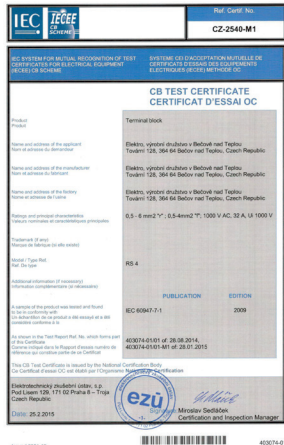 IEC IECEE
CB
SCHEME
Ref. Certif. No.
CZ-2540-M1
IEC SYSTEM FOR MUTUAL RECOGNITION OF TEST
CERTIFICATES FOR ELECTRICAL EQUIPMENT
(IECEE) CB SCHEME
SYSTEME CEI D'ACCEPTATION MUTUELLE DE
CERTIFICATS D'ESSAIS DES EQUIPEMENTS
ELECTRIQUES (IECEE) METHODE OC
CB TEST CERTIFICATE
CERTIFICAT D'ESSAI OC
Product
Produit
Terminal block
Name and address of the applicant
Nom et adresse du demandeur
Elektro, výrobní družstvo v Bečově nad Teplou
Tovární 128, 364 64 Bečov nad Teplou, Czech Republic
Name and address of the manufacturer
Nom et adresse du fabricant
Elektro, výrobní družstvo v Bečově nad Teplou
Tovární 128, 364 64 Bečov nad Teplou, Czech Republic
Name and address of the factory
Nom et adresse de l'usine
Elektro, výrobní družstvo v Bečově nad Teplou
Tovární 128, 364 64 Bečov nad Teplou, Czech Republic
Ratings and principal characteristics
Valeurs nominales et caractéristiques principales
0,5 - 6 mm2 "r" ; 0,5-4mm2 "f"; 1000 V AC, 32 A, Ui 1000 V
Trademark (if any)
Marque de fabrique (si elle existe)
Model / Type Ref.
Ref. De type
RS 4
Additional information (if necessary)
Information complémentaire (si nécessaire)
PUBLICATION EDITION
A sample of the product was tested and found
to be in conformity with
Un échantillon de ce produit a été essayé et a été
considéré conforme à la
IEC 60947-7-1 2009
As shown in the Test Report Ref. No. which forms part
of this Certificate
Comme indiqué dans le Rapport d'essais numéro de
référence qui constitue partie de ce Certificat
403074-01/01 of: 28.08.2014,
403074-01/01-M1 of: 28.01.2015
This CB Test Certificate is issued by the National Certification Body
Ce Certificat d'essai OC est établi par l'Organisme National de Certification
Elektrotechnický zkušební ústav, s.p.
Pod Lisem 129, 171 02 Praha 8 – Troja
Czech Republic
ezú
Date: 25.2.2015
Miroslav Sedláček
Certification and Inspection Manager
403074-0